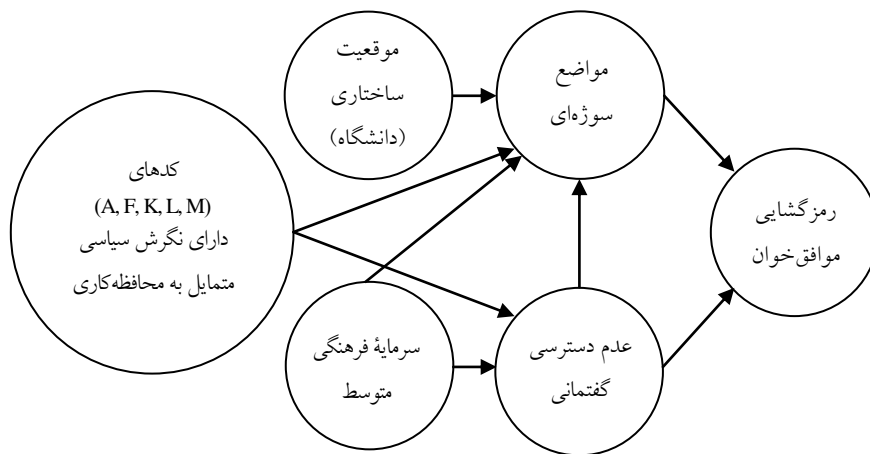 موقعیت
ساختاری
(دانشگاه)
مواضع
سوژه‌ای
کدهای
(A, F, K, L, M)
دارای نگرش سیاسی
متمایل به محافظه‌کاری
رمزگشایی
موافق‌خوان
سرمایۀ فرهنگی
متوسط
عدم دسترسی
گفتمانی